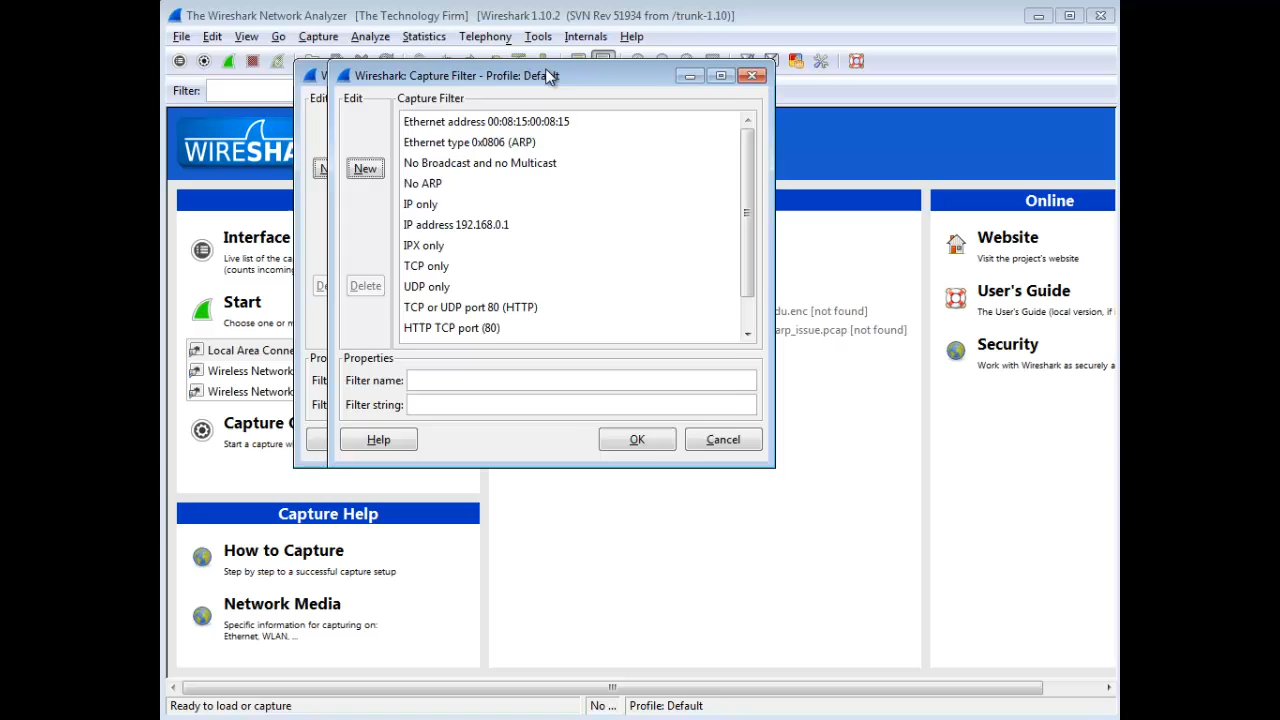 The Wireshark Network Analyzer [The Technology Firm] [Wireshark 1.10.2 (SVN Rev 51934 from /trunk-1.10)]
File Edit View Go Capture Analyze Statistics Telephony Tools Internals Help
Filter:
WIRESHA
Interface
Live list of the ca
(counts incoming
Start
Choose one or m
Local Area Conne
Wireless Network
Wireless Network
Capture O
Start a capture w
Capture Help
How to Capture
Step by step to a successful capture setup
Network Media
Specific information for capturing on:
Ethernet, WLAN, ...
W
Edit
N
De
Pro
Filt
Filt
Wireshark: Capture Filter - Profile: Default
Edit
New
Delete
Capture Filter
Ethernet address 00:08:15:00:08:15
Ethernet type 0x0806 (ARP)
No Broadcast and no Multicast
No ARP
IP only
IP address 192.168.0.1
IPX only
TCP only
UDP only
TCP or UDP port 80 (HTTP)
HTTP TCP port (80)
Properties
Filter name:
Filter string:
Help OK Cancel
du.enc [not found]
arp_issue.pcap [not found]
Online
Website
Visit the project's website
User's Guide
The User's Guide (local version, if
Security
Work with Wireshark as securely a
Ready to load or capture No ... Profile: Default